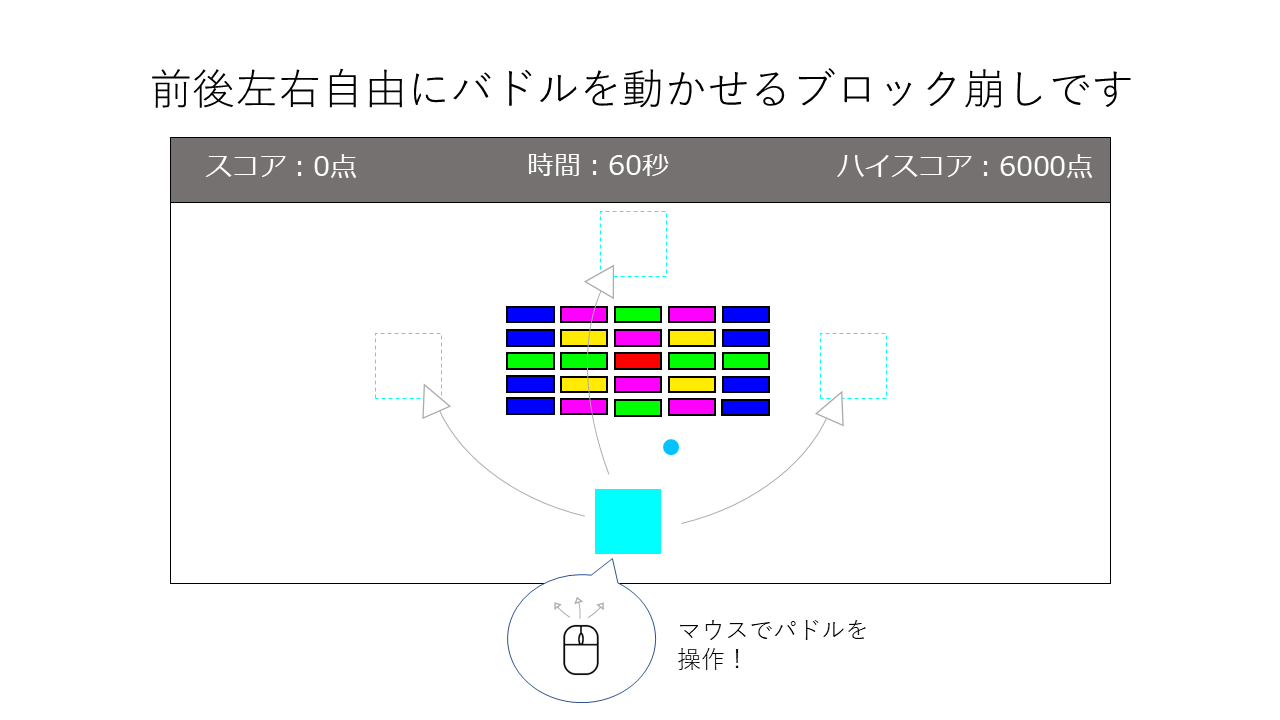 前後左右自由にバドルを動かせるブロック崩しです
スコア：0点
時間：60秒
ハイスコア：6000点
マウスでパドルを
操作！